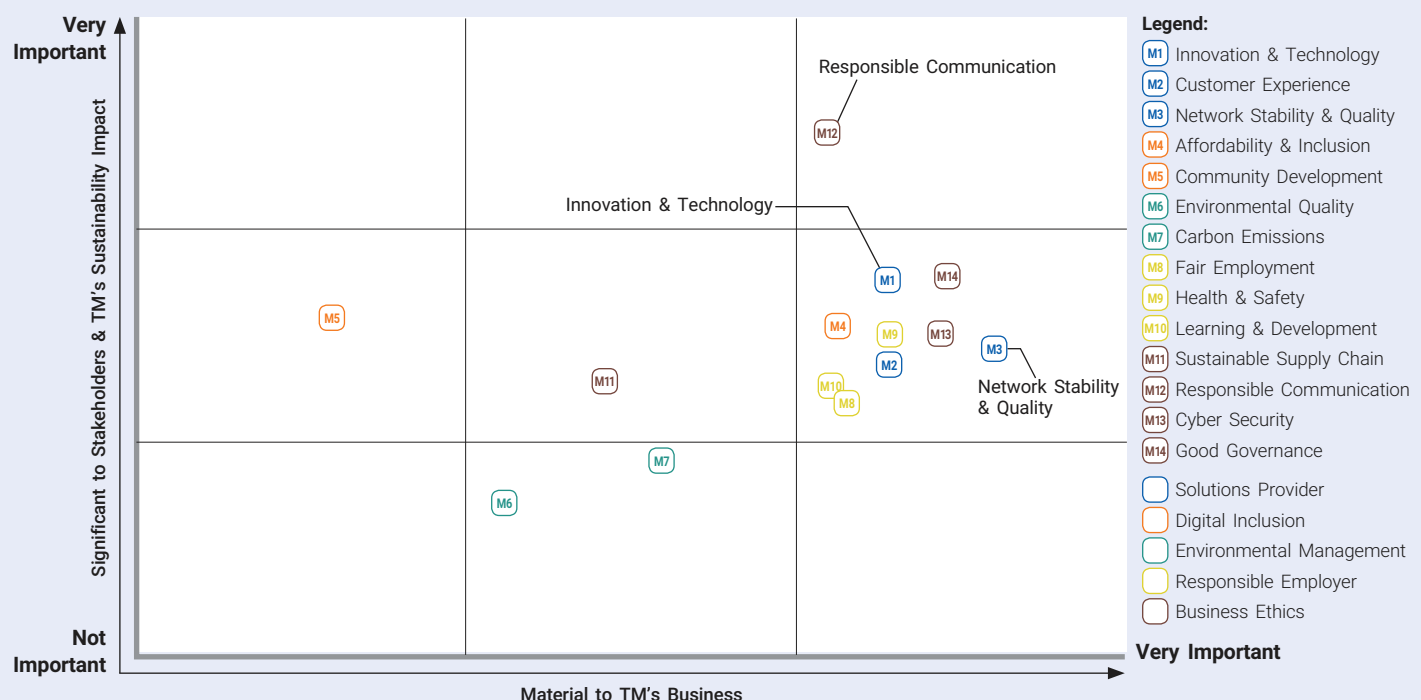 Very
Important
Significant to Stakeholders & TM's Sustainability Impact
Not
Important
Responsible Communication
M12
Innovation & Technology
M1
M14
M5
M4
M9
M13
M3
M2
Network Stability
& Quality
M11
M10
M8
M7
M6
Material to TM's Business
Very Important
Legend:
M1 Innovation & Technology
M2 Customer Experience
M3 Network Stability & Quality
M4 Affordability & Inclusion
M5 Community Development
M6 Environmental Quality
M7 Carbon Emissions
M8 Fair Employment
M9 Health & Safety
M10 Learning & Development
M11 Sustainable Supply Chain
M12 Responsible Communication
M13 Cyber Security
M14 Good Governance
Solutions Provider
Digital Inclusion
Environmental Management
Responsible Employer
Business Ethics